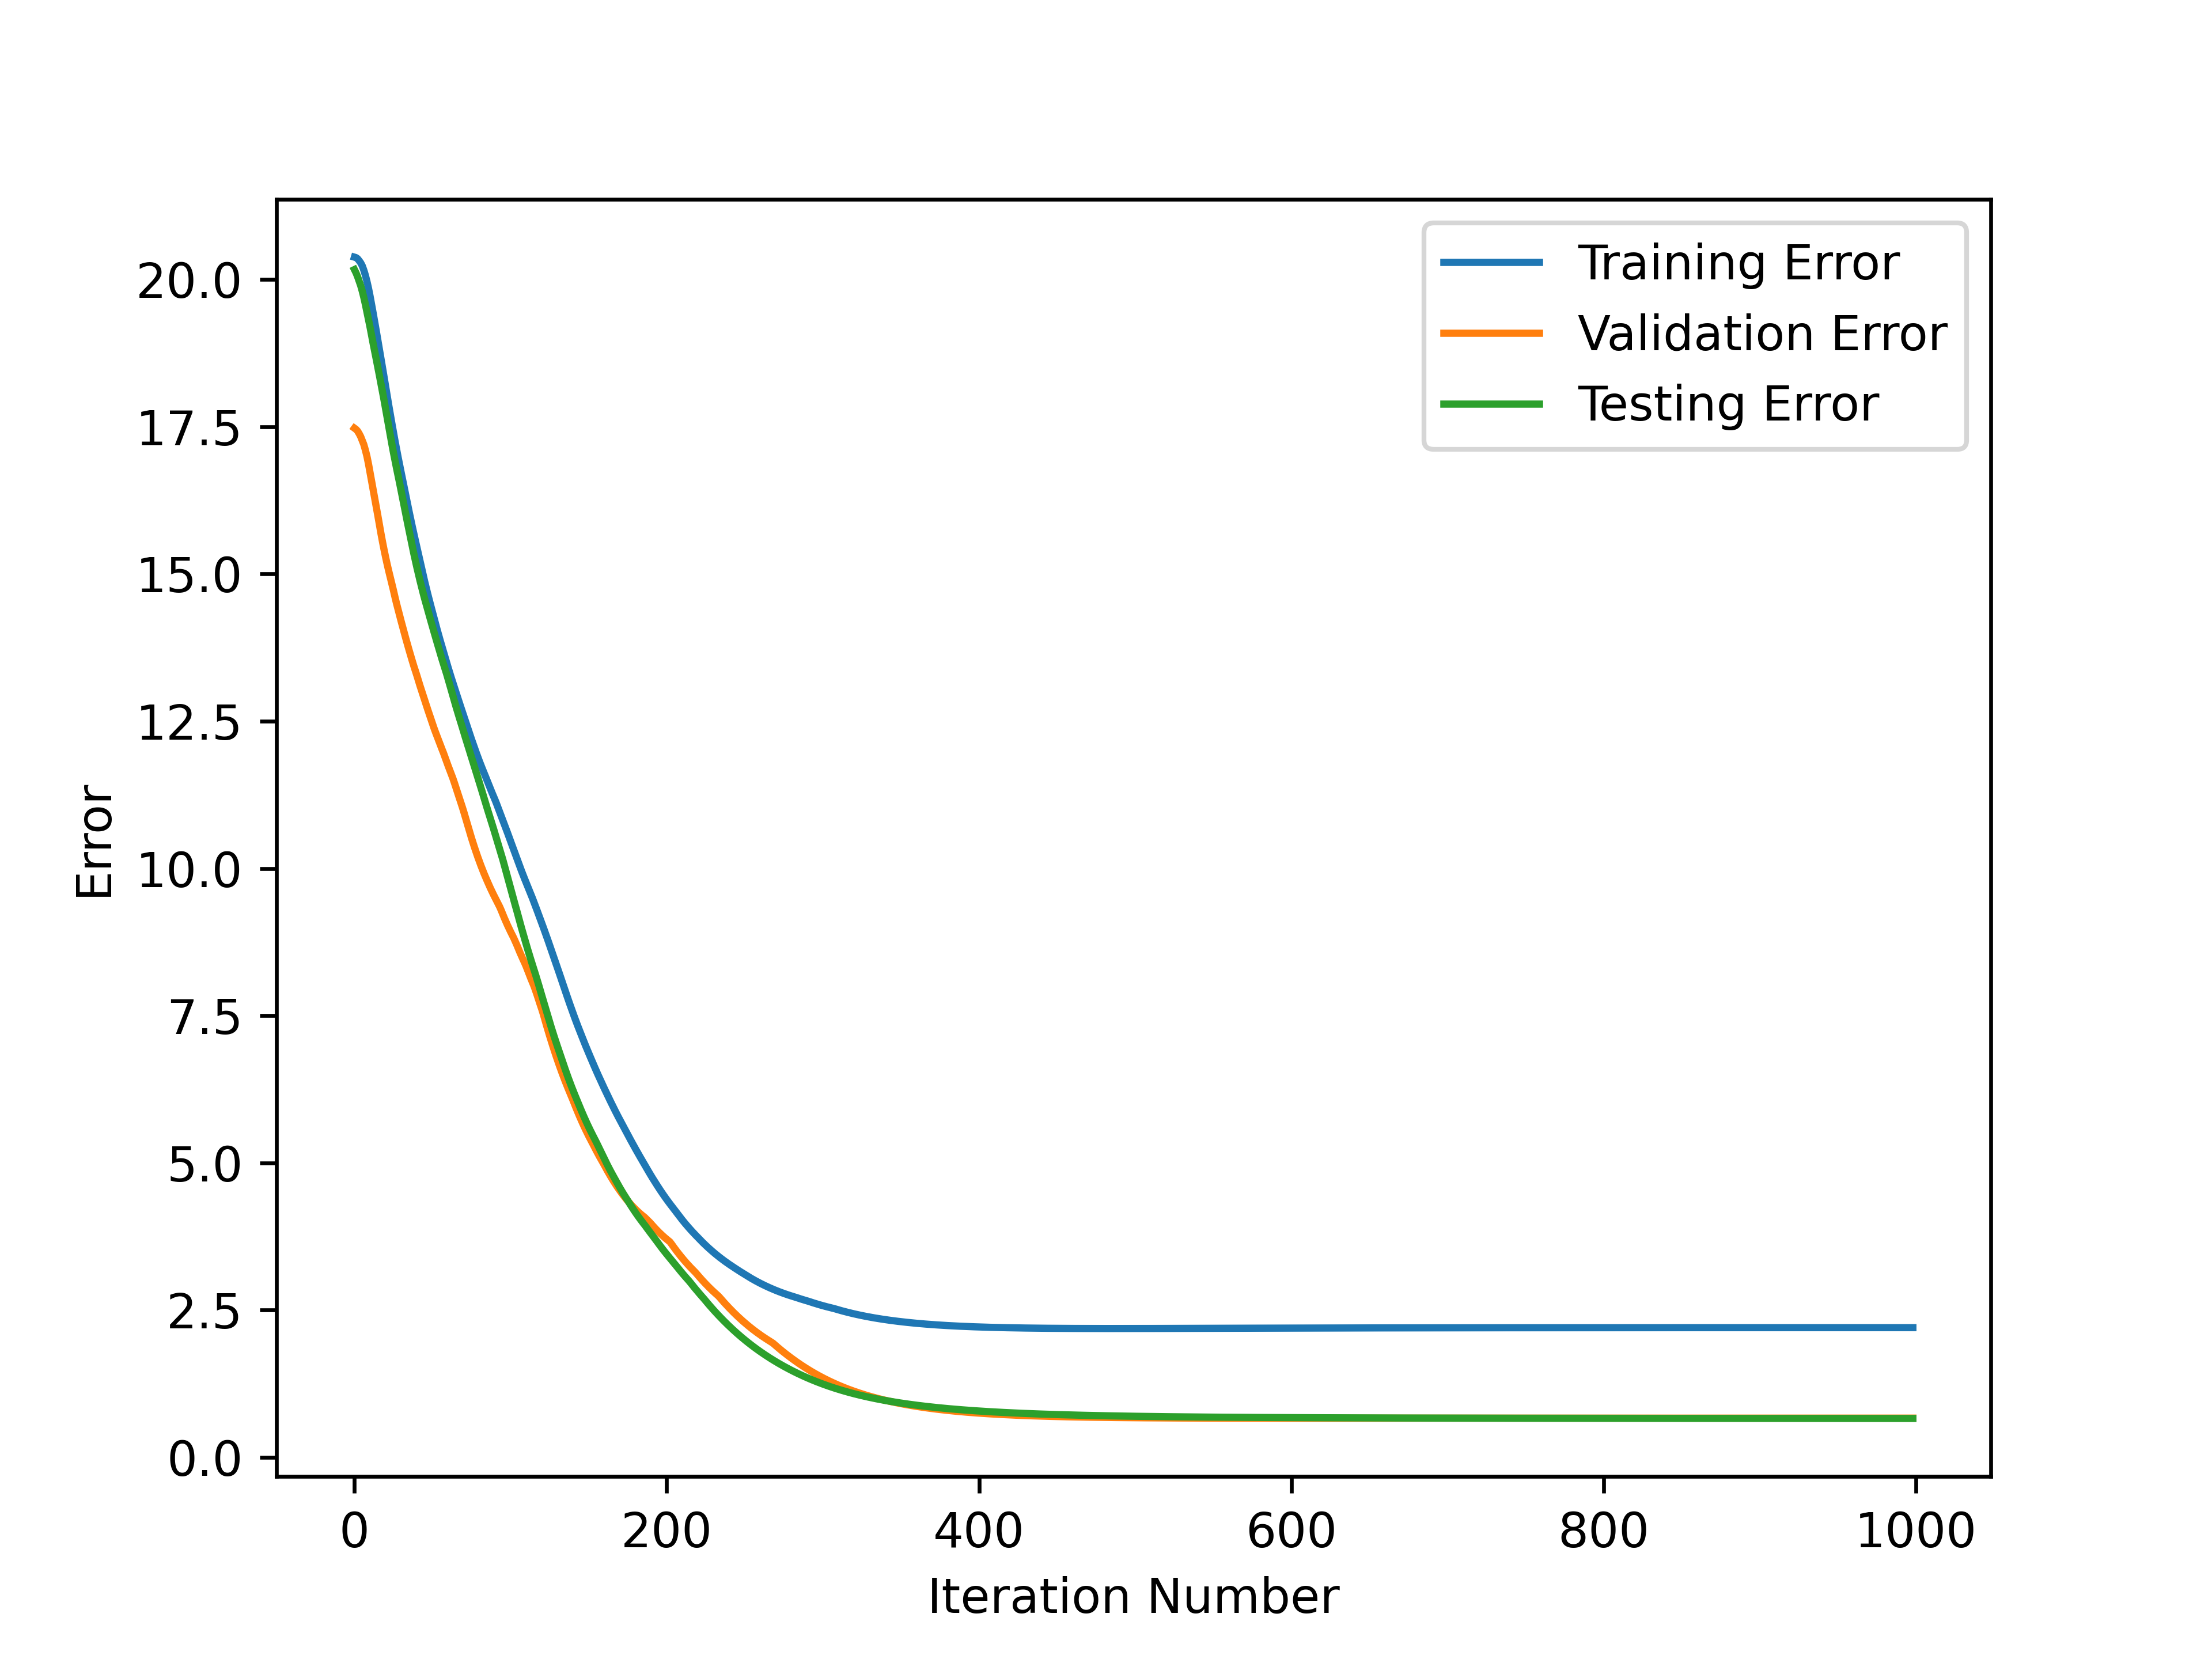 Training Error
Validation Error
Testing Error
20.0
17.5
15.0
12.5
10.0
7.5
5.0
2.5
0.0
Error
0 200 400 600 800 1000
Iteration Number